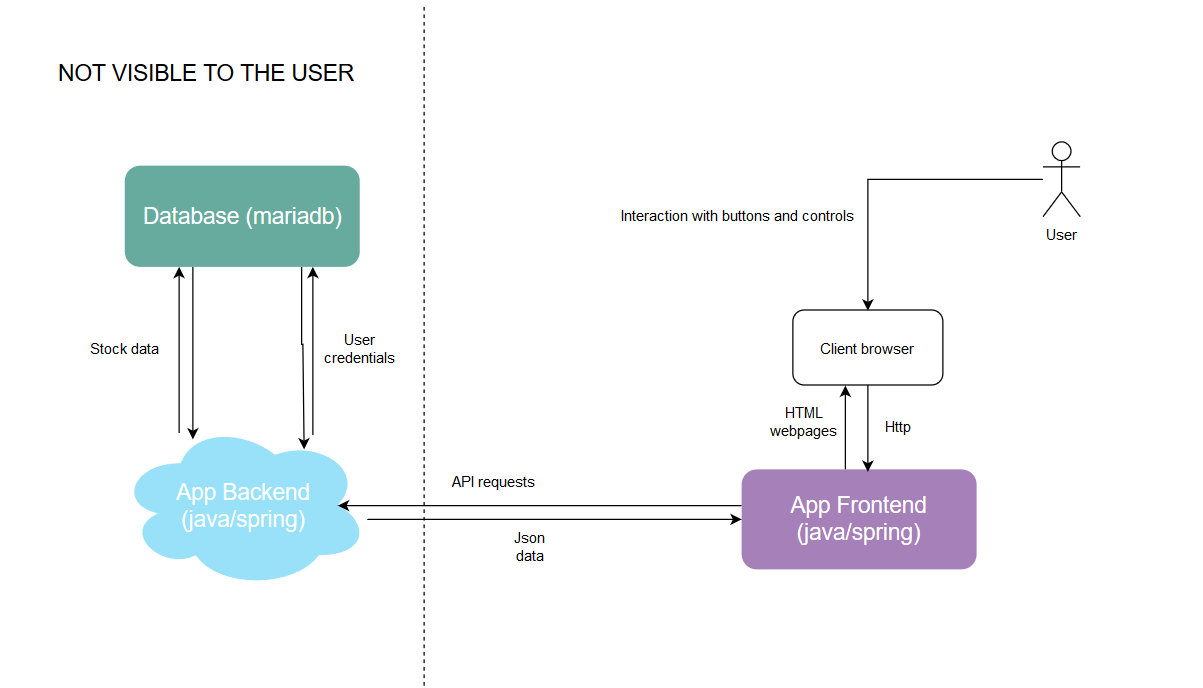 NOT VISIBLE TO THE USER
Database (mariadb)
Stock data
User
credentials
App Backend
(java/spring)
API requests
Json
data
Interaction with buttons and controls
User
Client browser
HTML
webpages
Http
App Frontend
(java/spring)